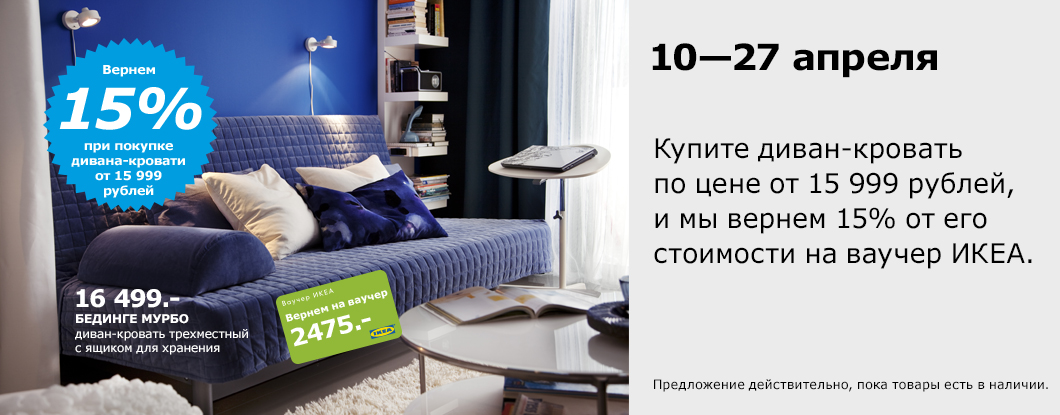 Вернем
15%
при покупке
дивана-кровати
от 15 999
рублей
16 499.-
БЕДИНГЕ МУРБО
диван-кровать трехместный
с ящиком для хранения
Ваучер ИКЕА
Вернем на ваучер
2475.-
IKEA
10—27 апреля
Купите диван-кровать
по цене от 15 999 рублей,
и мы вернем 15% от его
стоимости на ваучер ИКЕА.
Предложение действительно, пока товары есть в наличии.